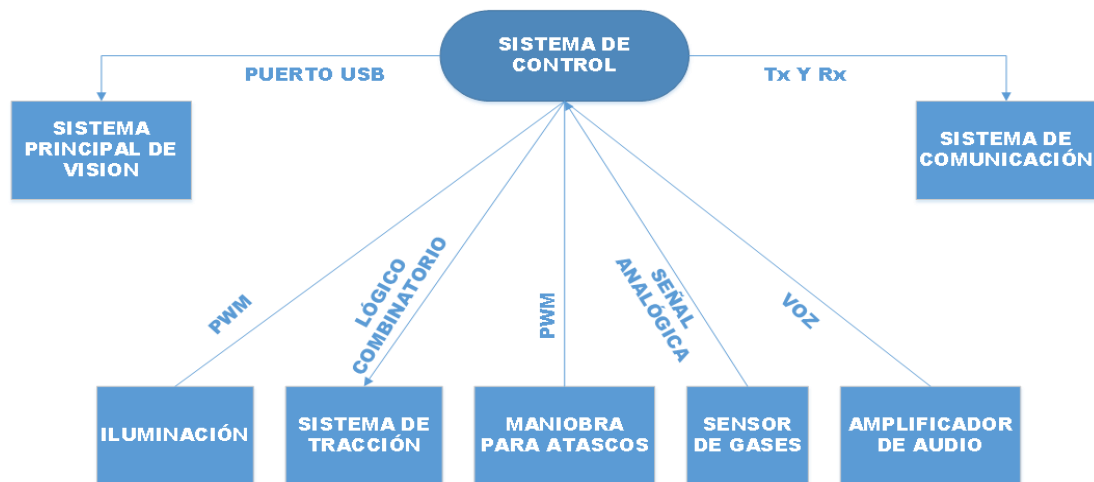 SISTEMA DE
CONTROL
PUERTO USB
Tx Y Rx
SISTEMA
PRINCIPAL DE
VISION
SISTEMA DE
COMUNICACIÓN
PWM
LÓGICO
COMBINATORIO
PWM
SEÑAL
ANALÓGICA
VOZ
ILUMINACIÓN
SISTEMA DE
TRACCIÓN
MANIOBRA
PARA ATASCOS
SENSOR
DE GASES
AMPLIFICADOR
DE AUDIO